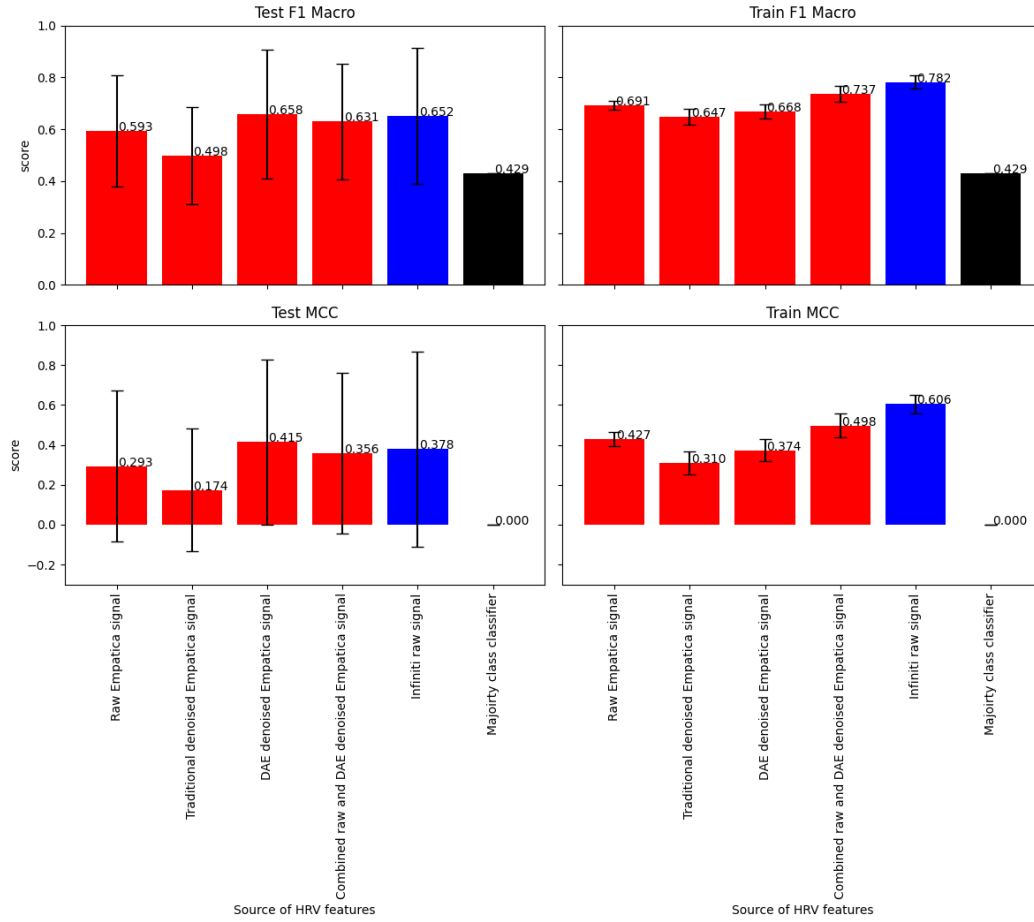 Test F1 Macro
Train F1 Macro
1.0
0.8
0.6
0.4
0.2
0.0
score
0.593
0.498
0.658
0.631
0.652
0.429
0.691
0.647
0.668
0.737
0.782
0.429
Test MCC
Train MCC
1.0
0.8
0.6
0.4
0.2
0.0
−0.2
score
0.293
0.174
0.415
0.356
0.378
0.000
0.427
0.310
0.374
0.498
0.606
0.000
Raw Empatica signal
Traditional denoised Empatica signal
DAE denoised Empatica signal
Combined raw and DAE denoised Empatica signal
Infiniti raw signal
Majoirty class classifier
Raw Empatica signal
Traditional denoised Empatica signal
DAE denoised Empatica signal
Combined raw and DAE denoised Empatica signal
Infiniti raw signal
Majoirty class classifier
Source of HRV features
Source of HRV features